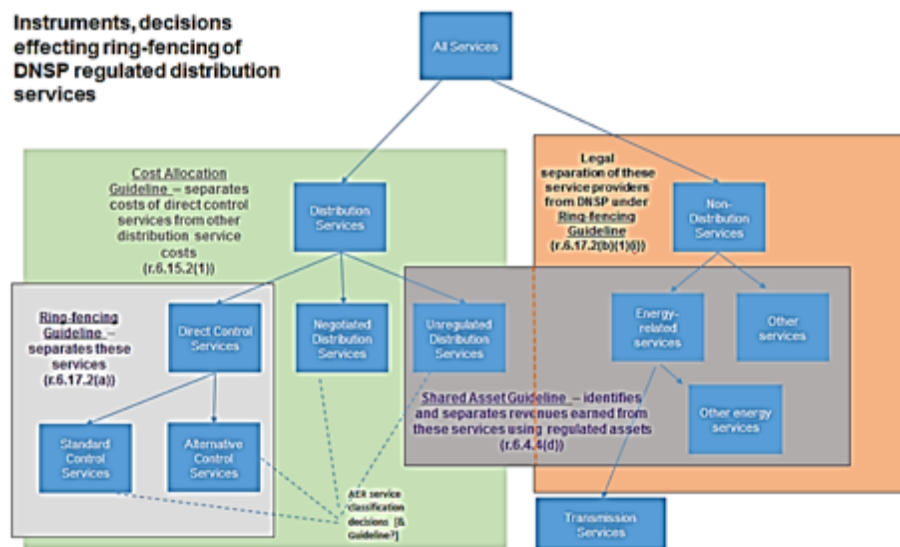 Instruments, decisions
effecting ring-fencing of
DNSP regulated distribution
services
All Services
Cost Allocation
Guideline – separates
costs of direct control
services from other
distribution service
costs
(r.6.15.2(1))
Distribution
Services
Legal
separation of these
service providers
from DNSP under
Ring-fencing
Guideline
(r.6.17.2(b)(1)(i))
Non-
Distribution
Services
Ring-fencing
Guideline –
separates these
services
(r.6.17.2(a))
Direct Control
Services
Negotiated
Distribution
Services
Unregulated
Distribution
Services
Energy-
related
services
Other
services
Shared Asset Guideline – identifies
and separates revenues earned from
these services using regulated assets
(r.6.4.4(d))
Other energy
services
Standard
Control
Services
Alternative
Control
Services
AER service
classification
decisions [&
Guideline?]
Transmission
Services